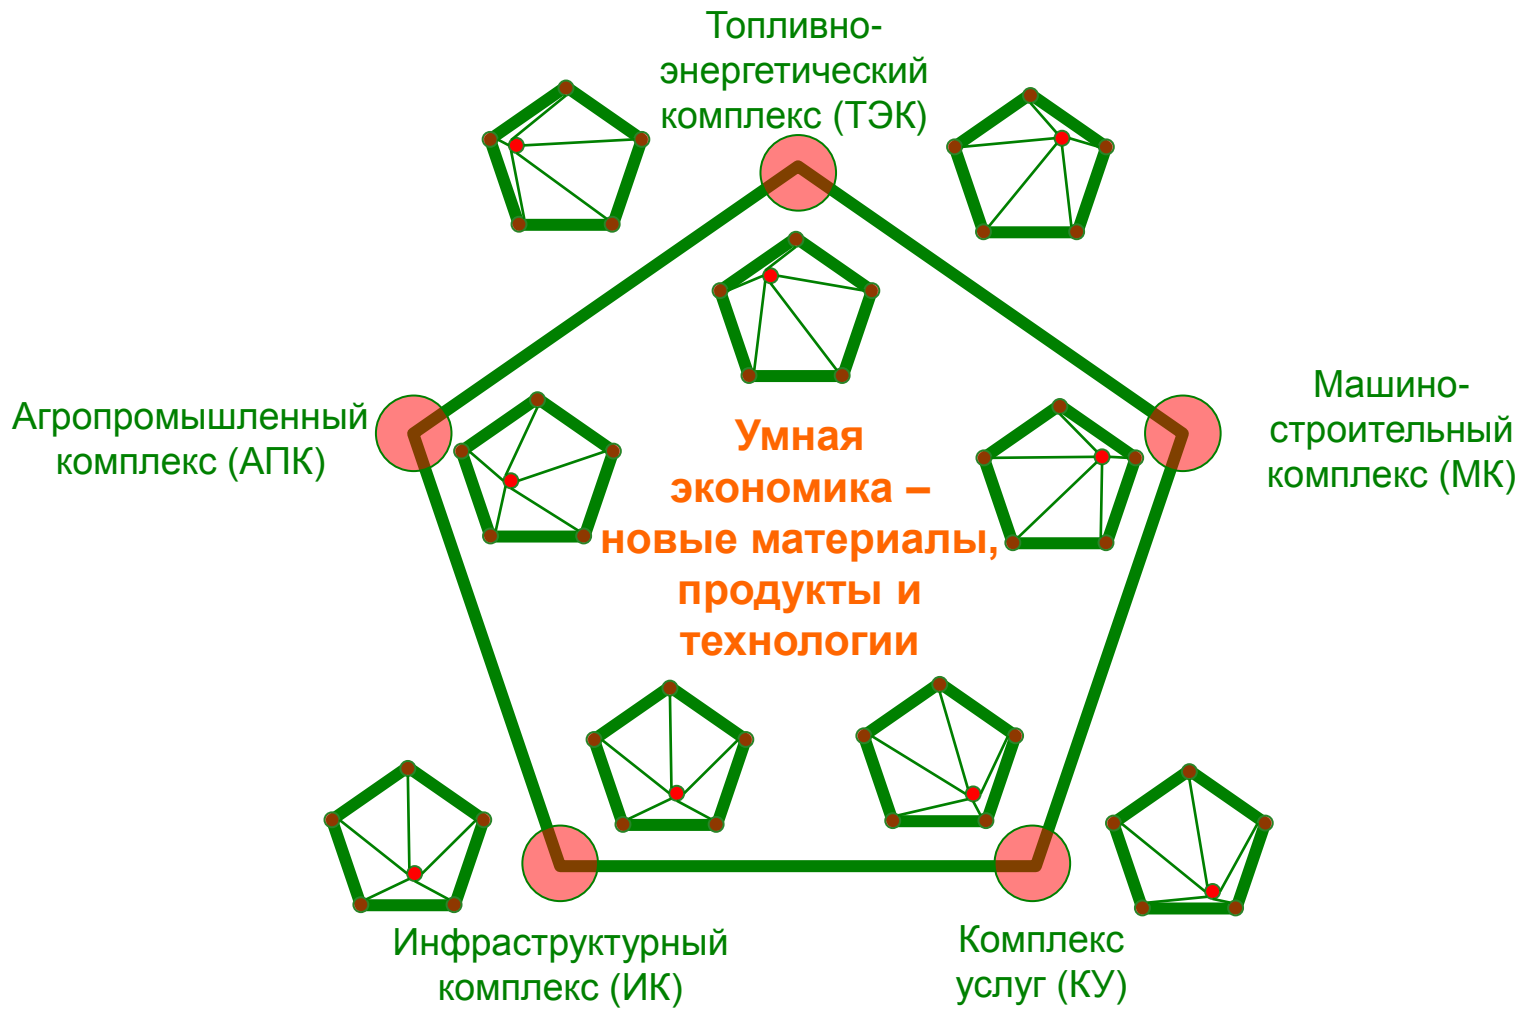 Топливно-
энергетический
комплекс (ТЭК)
Агропромышленный
комплекс (АПК)
Машино-
строительный
комплекс (МК)
Умная
экономика –
новые материалы,
продукты и
технологии
Инфраструктурный
комплекс (ИК)
Комплекс
услуг (КУ)